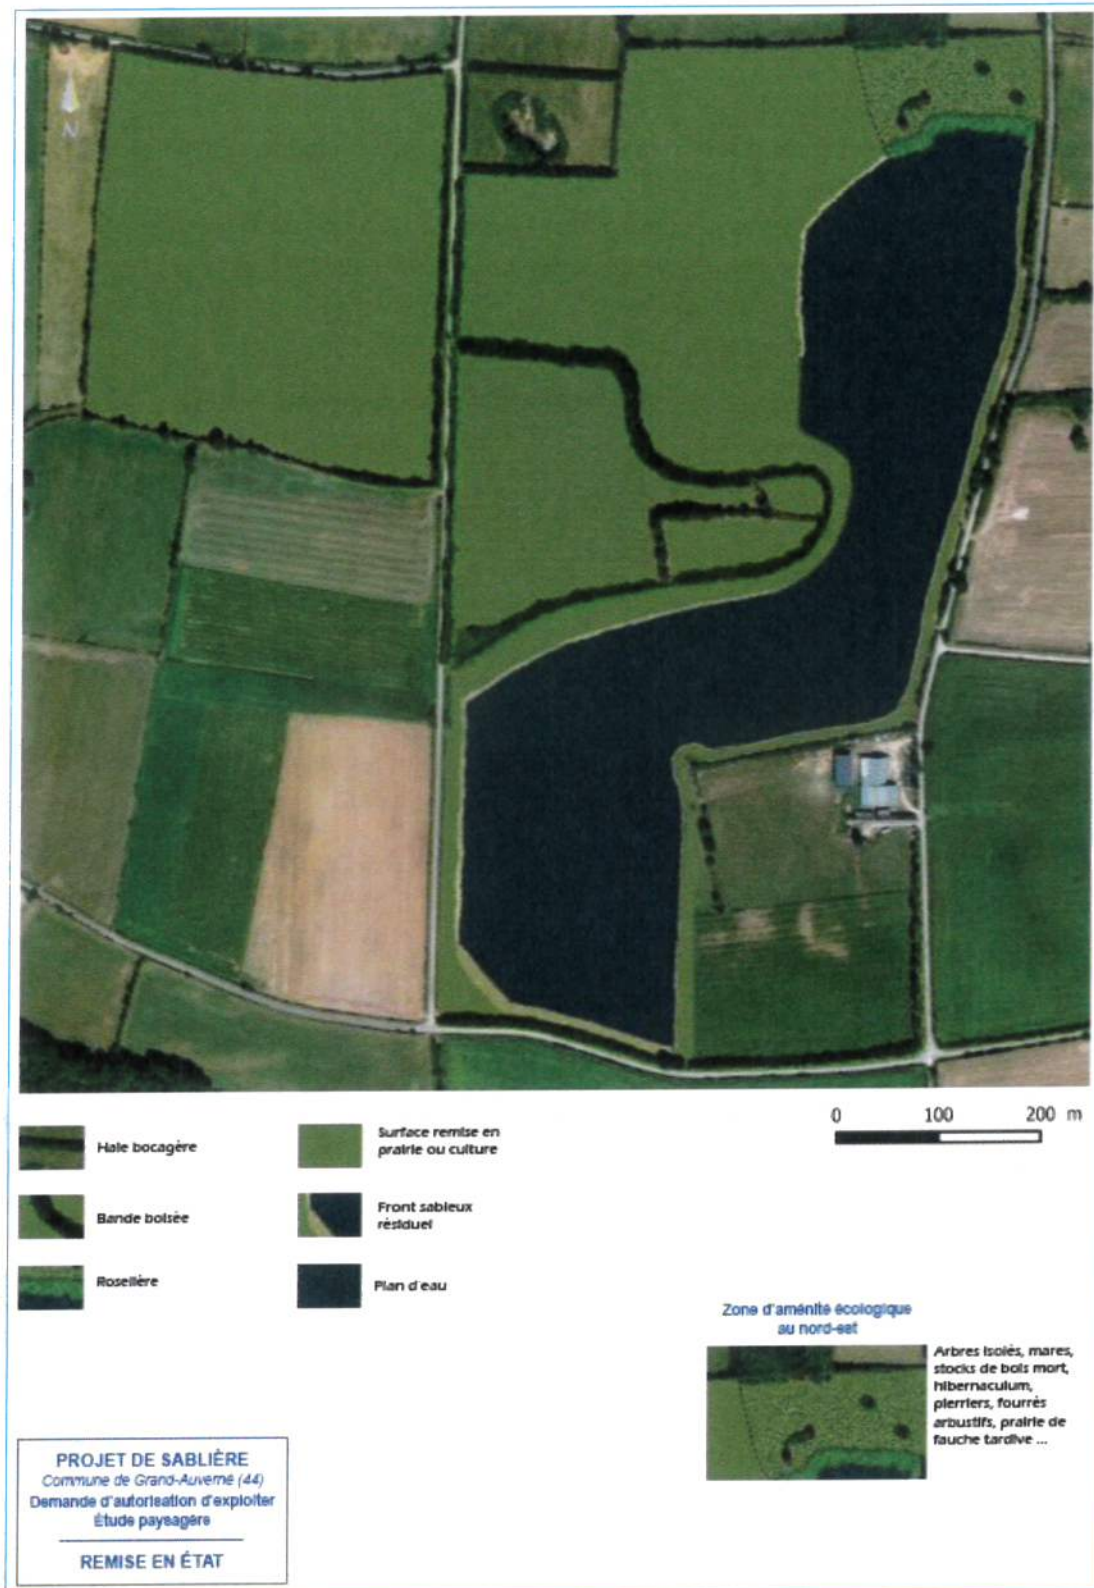 N
0 100 200 m
Haie bocagère
Surface remise en
prairie ou culture
Bande boisée
Front sableux
résiduel
Roselière
Plan d'eau
Zone d'aménité écologique
au nord-est
Arbres isolés, mares,
stocks de bois mort,
hibernaculum,
pierriers, fourrés
arbustifs, prairie de
fauche tardive ...
PROJET DE SABLIÈRE
Commune de Grand-Auverné (44)
Demande d'autorisation d'exploiter
Étude paysagère
REMISE EN ÉTAT